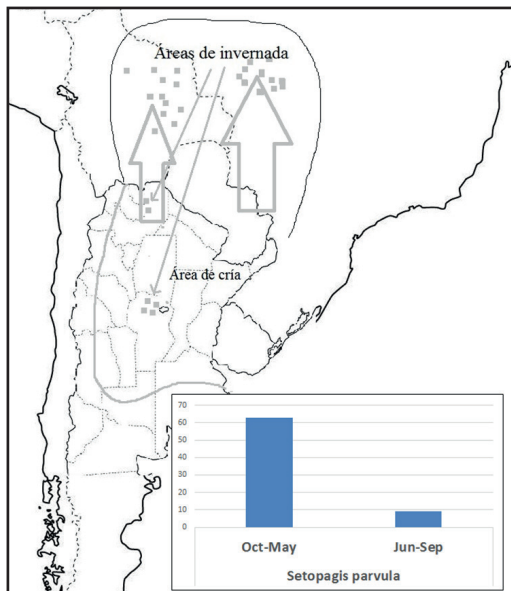 Áreas de invernada
Área de cría
70
60
50
40
30
20
10
0
Oct-May
Jun-Sep
Setopagis parvula